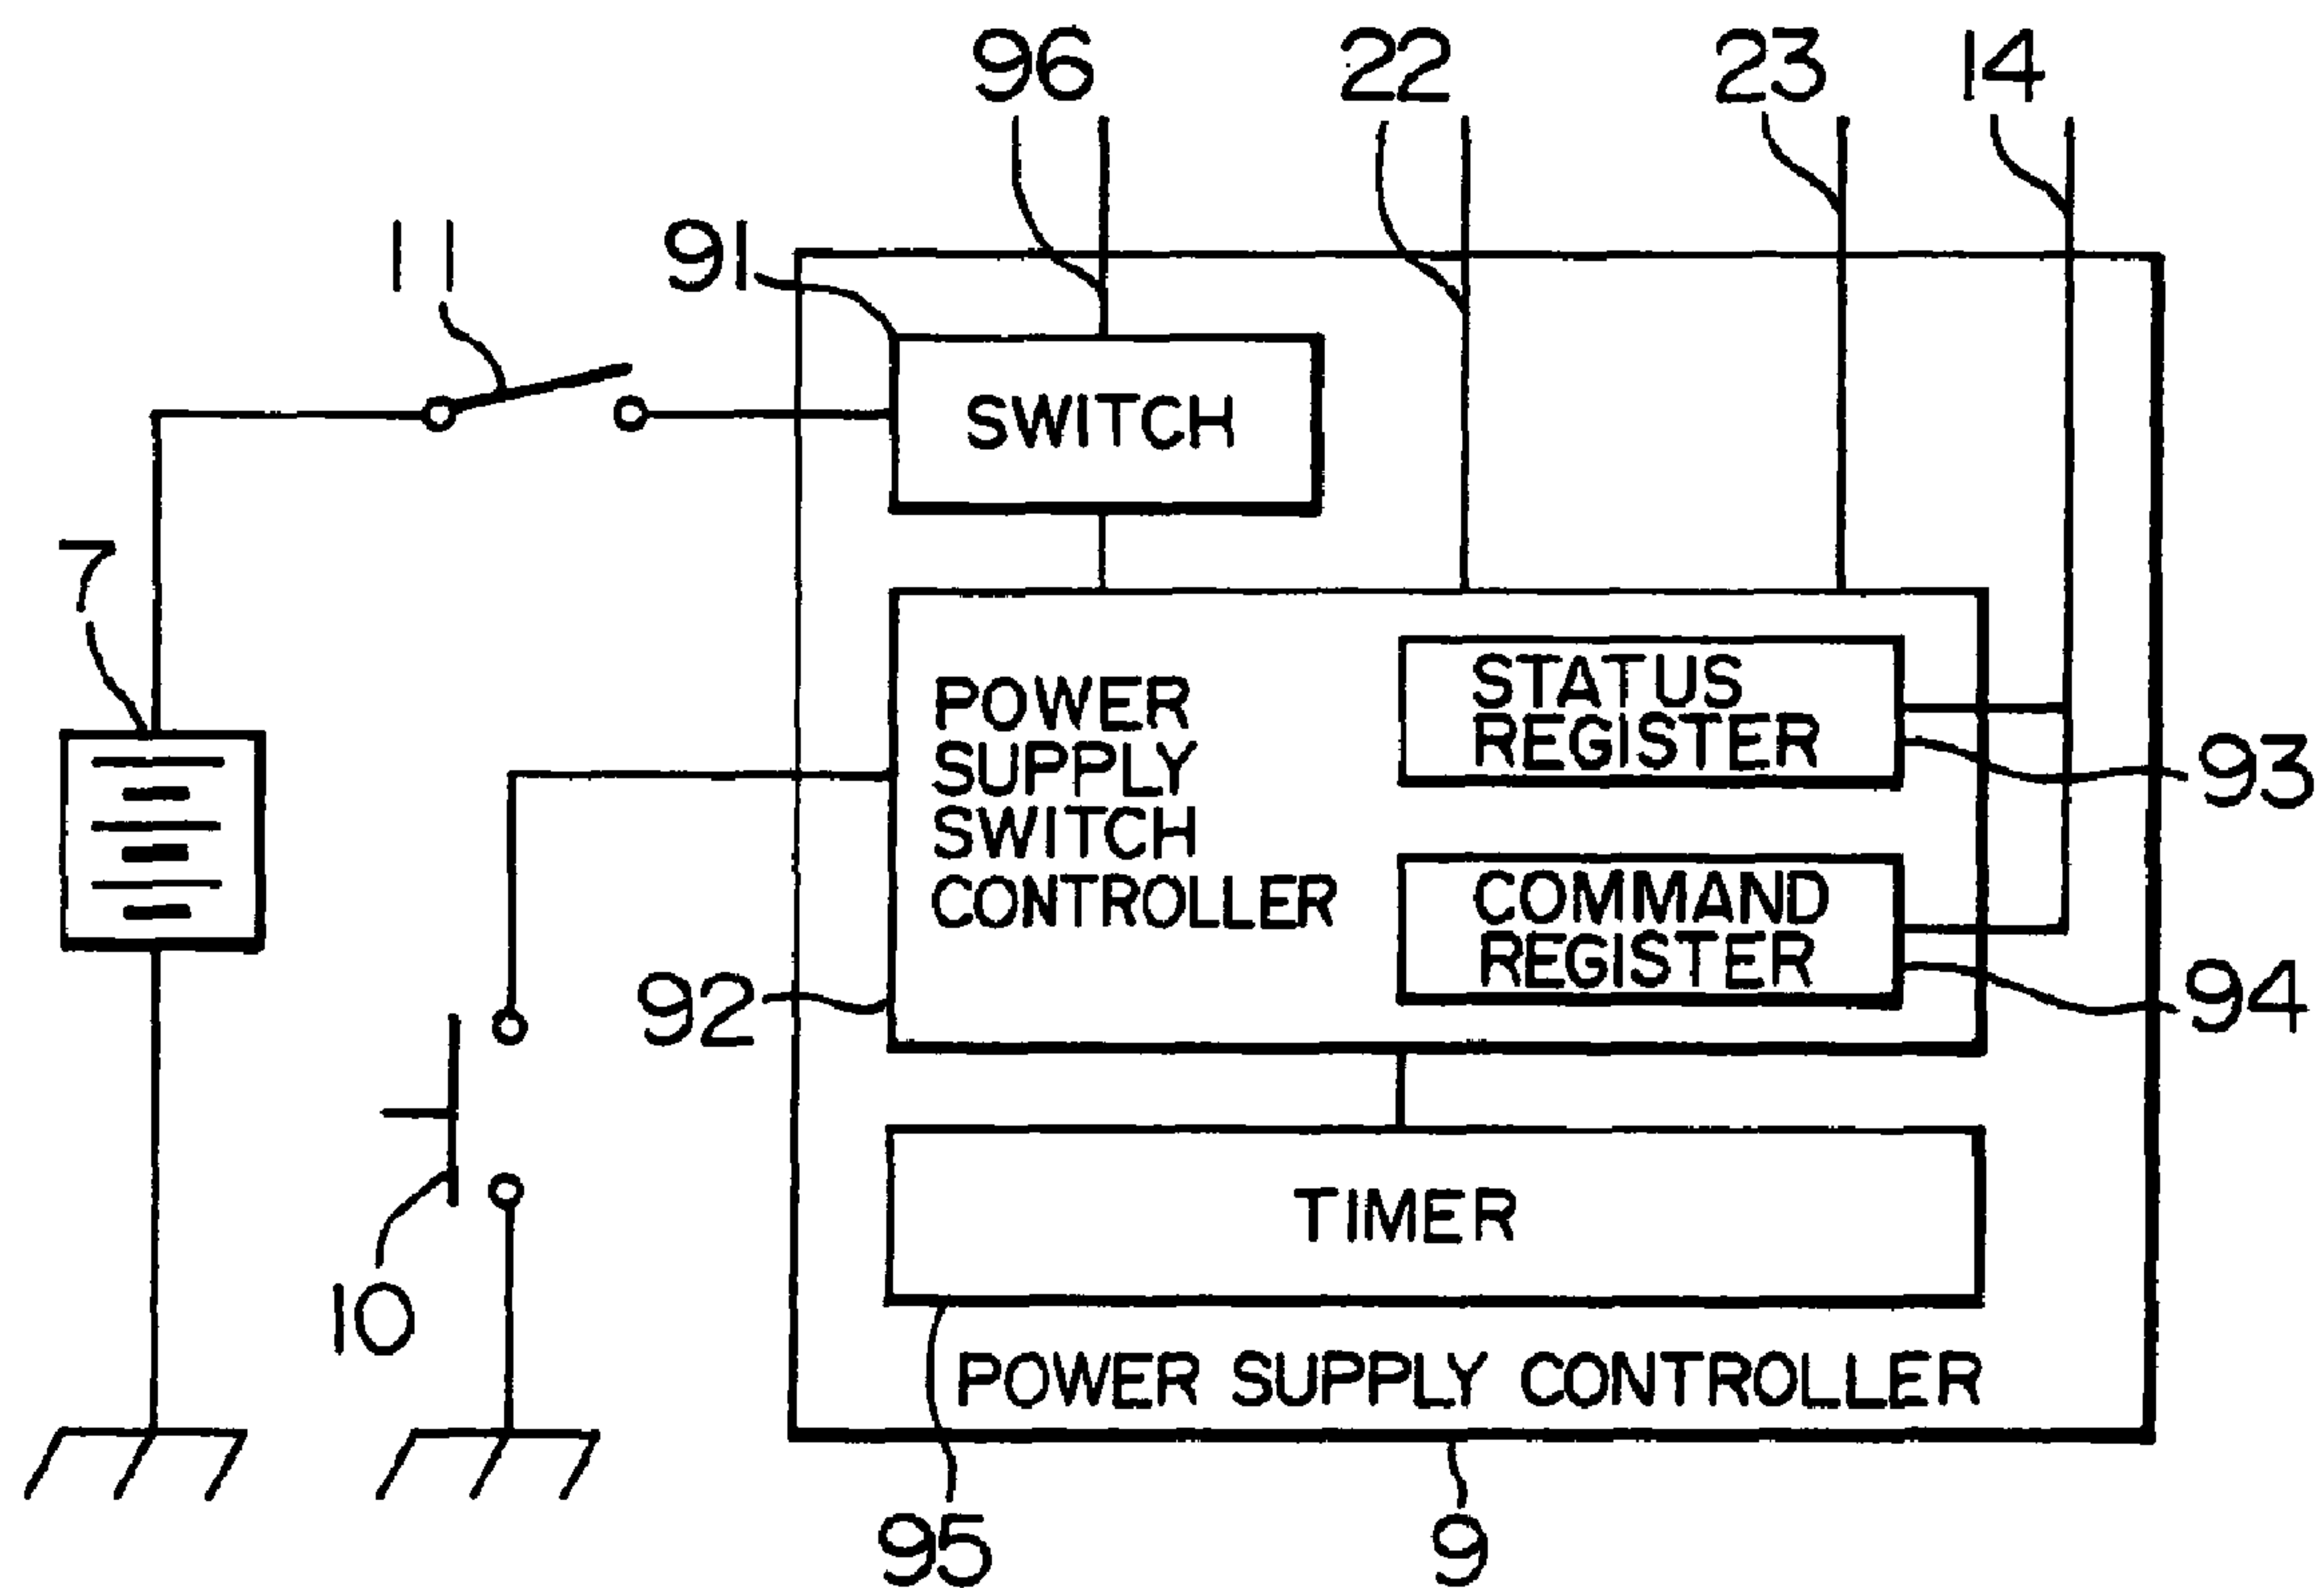 96
22
23
14
11
91
SWITCH
7
POWER
SUPPLY
SWITCH
CONTROLLER
STATUS
REGISTER
93
COMMAND
REGISTER
94
92
TIMER
10
POWER SUPPLY CONTROLLER
95
9